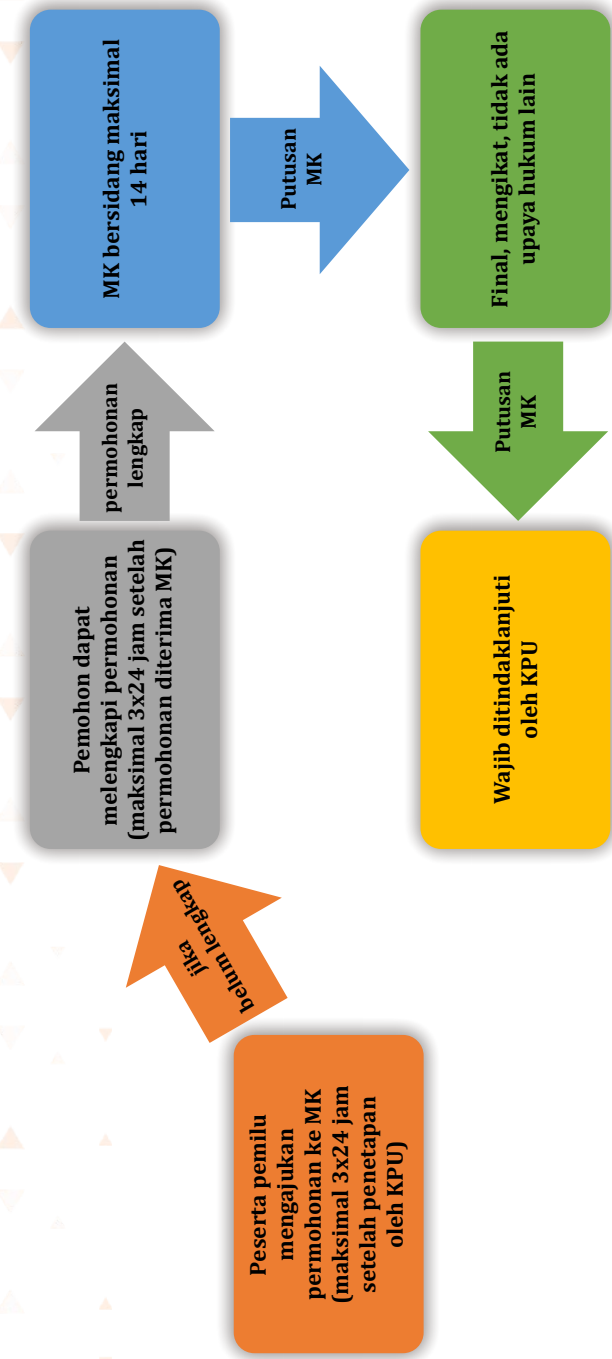 Peserta pemilu
mengajukan
permohonan ke MK
(maksimal 3x24 jam
setelah penetapan
oleh KPU)
jika
belum lengkap
Pemohon dapat
melengkapi permohonan
(maksimal 3x24 jam setelah
permohonan diterima MK)
permohonan
lengkap
MK bersidang maksimal
14 hari
Putusan
MK
Final, mengikat, tidak ada
upaya hukum lain
Putusan
MK
Wajib ditindaklanjuti
oleh KPU